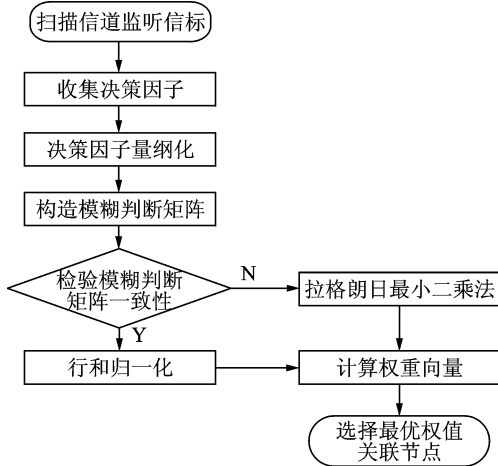 扫描信道监听信标
收集决策因子
决策因子量纲化
构造模糊判断矩阵
检验模糊判断
矩阵一致性
N
拉格朗日最小二乘法
Y
行和归一化
计算权重向量
选择最优权值
关联节点